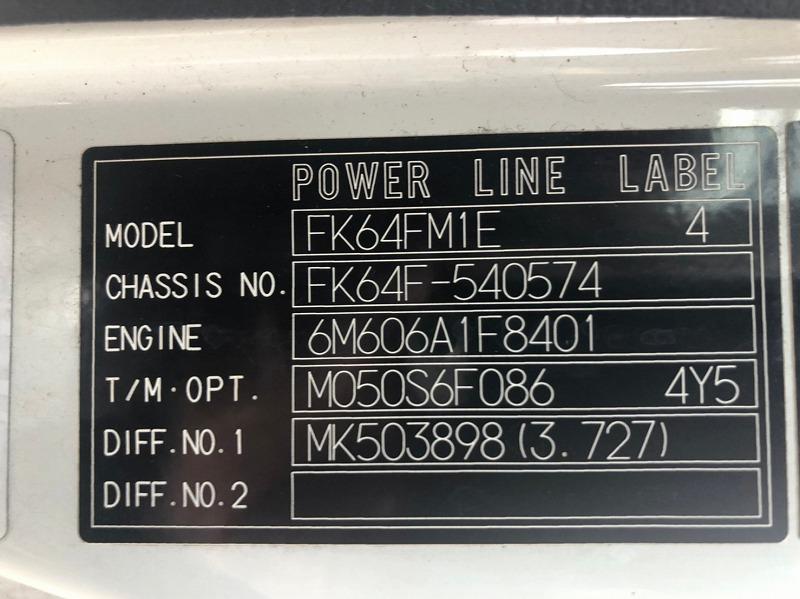 POWER LINE LABEL
MODEL FK64FM1E 4
CHASSIS NO. FK64F-540574
ENGINE 6M606A1F8401
T/M·OPT. M050S6F086 4Y5
DIFF.NO.1 MK503898(3.727)
DIFF.NO.2